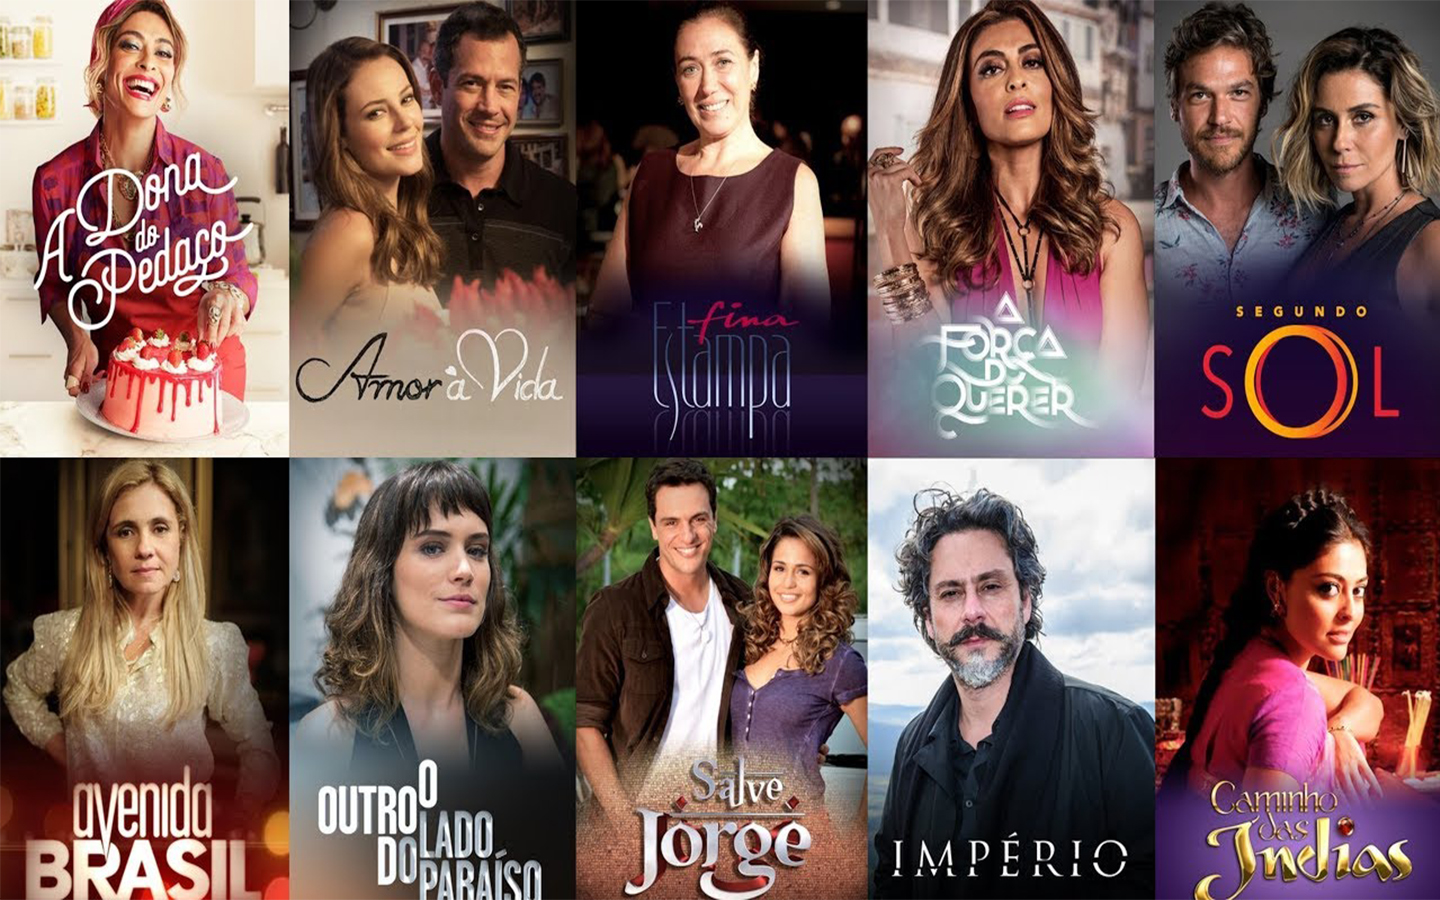 A Dona
do
Pedaço
Amor à Vida
fina
Estampa
A
FORÇA
DO
QUERER
SEGUNDO
SOL
avenida
BRASIL
O
OUTRO LADO
DO PARAÍSO
Salve
Jorge
IMPÉRIO
Caminho
das
Índias